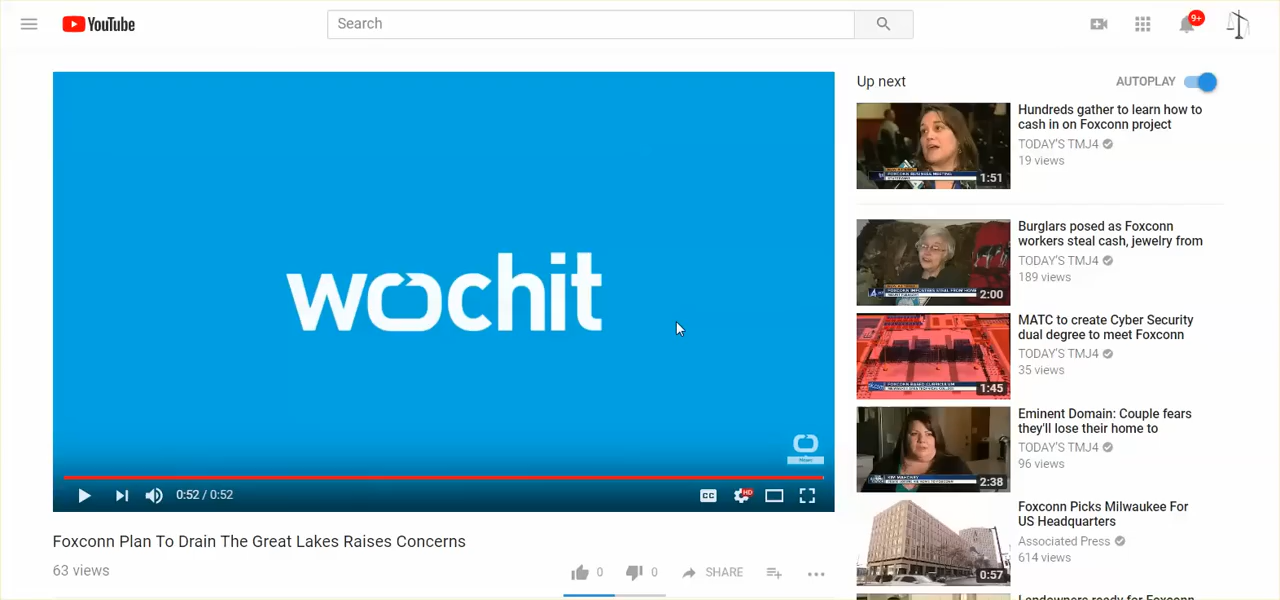 YouTube
Search
9+
wochit
0:52 / 0:52
CC
HD
Foxconn Plan To Drain The Great Lakes Raises Concerns
63 views
0
0
SHARE
Up next
AUTOPLAY
1:51
Hundreds gather to learn how to
cash in on Foxconn project
TODAY'S TMJ4
19 views
2:00
Burglars posed as Foxconn
workers steal cash, jewelry from
TODAY'S TMJ4
189 views
1:45
MATC to create Cyber Security
dual degree to meet Foxconn
TODAY'S TMJ4
35 views
2:38
Eminent Domain: Couple fears
they'll lose their home to
TODAY'S TMJ4
96 views
0:57
Foxconn Picks Milwaukee For
US Headquarters
Associated Press
614 views
Landowners ready for Foxconn